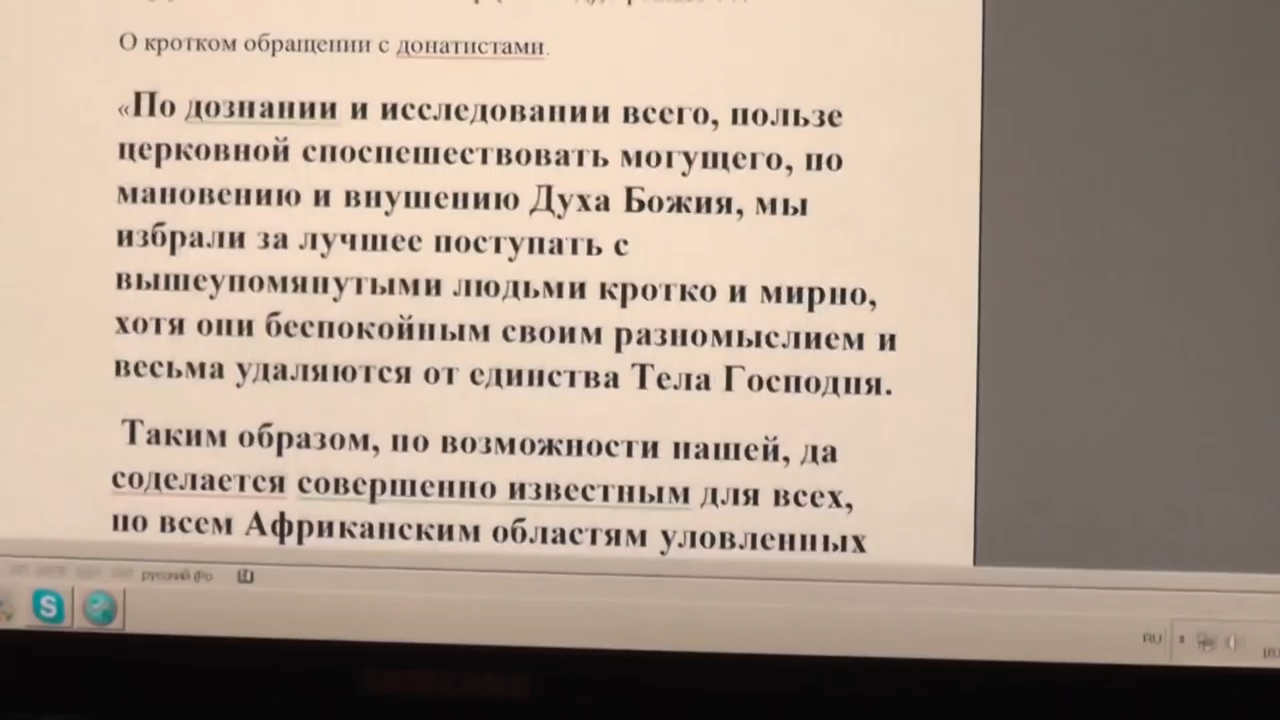 О кротком обращении с донатистами.
«По дознании и исследовании всего, пользе
церковной споспешествовать могущего, по
мановению и внушению Духа Божия, мы
избрали за лучшее поступать с
вышеупомянутыми людьми кротко и мирно,
хотя они беспокойным своим разномыслием и
весьма удаляются от единства Тела Господня.
Таким образом, по возможности нашей, да
соделается совершенно известным для всех,
по всем Африканским областям уловленных
русский (Ро
S
RU